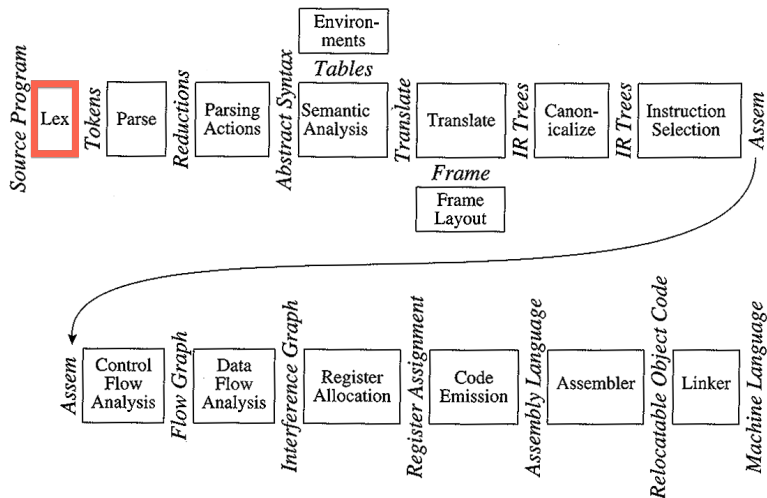 Environ-
ments
Tables
Source Program
Lex
Tokens
Parse
Reductions
Parsing
Actions
Abstract Syntax
Semantic
Analysis
Translate
Translate
IR Trees
Canon-
icalize
IR Trees
Instruction
Selection
Assem
Frame
Frame
Layout
Assem
Control
Flow
Analysis
Flow Graph
Data
Flow
Analysis
Interference Graph
Register
Allocation
Register Assignment
Code
Emission
Assembly Language
Assembler
Relocatable Object Code
Linker
Machine Language